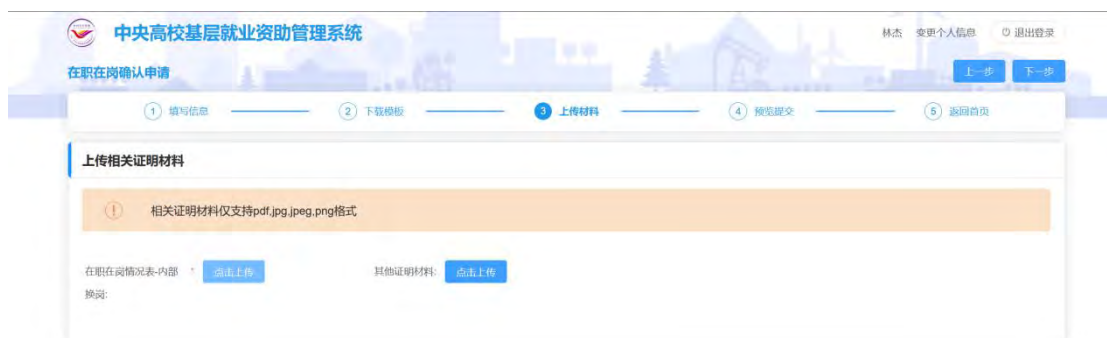 中央高校基层就业资助管理系统
林杰 变更个人信息 退出登录
在职在岗确认申请
上一步 下一步
1 填写信息 2 下载模板 3 上传材料 4 预览提交 5 返回首页
上传相关证明材料
相关证明材料仅支持pdf,jpg,jpeg,png格式
在职在岗情况表-内部 * 点击上传 其他证明材料: 点击上传
换岗: